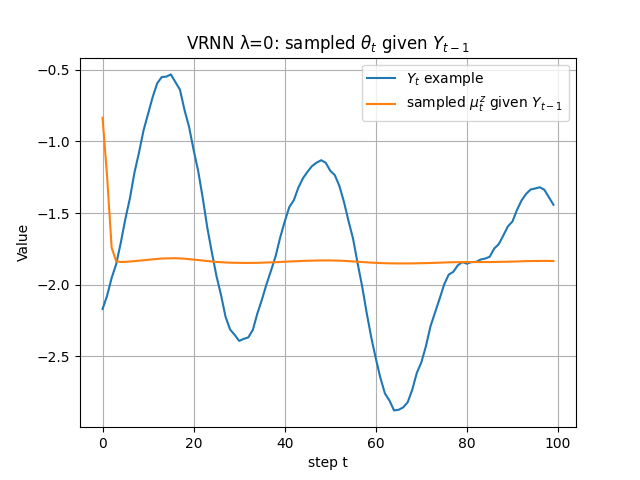 VRNN λ=0: sampled θ_t given Y_{t−1}
Y_t example
sampled μ_t^z given Y_{t−1}
−0.5
−1.0
−1.5
−2.0
−2.5
Value
0 20 40 60 80 100
step t